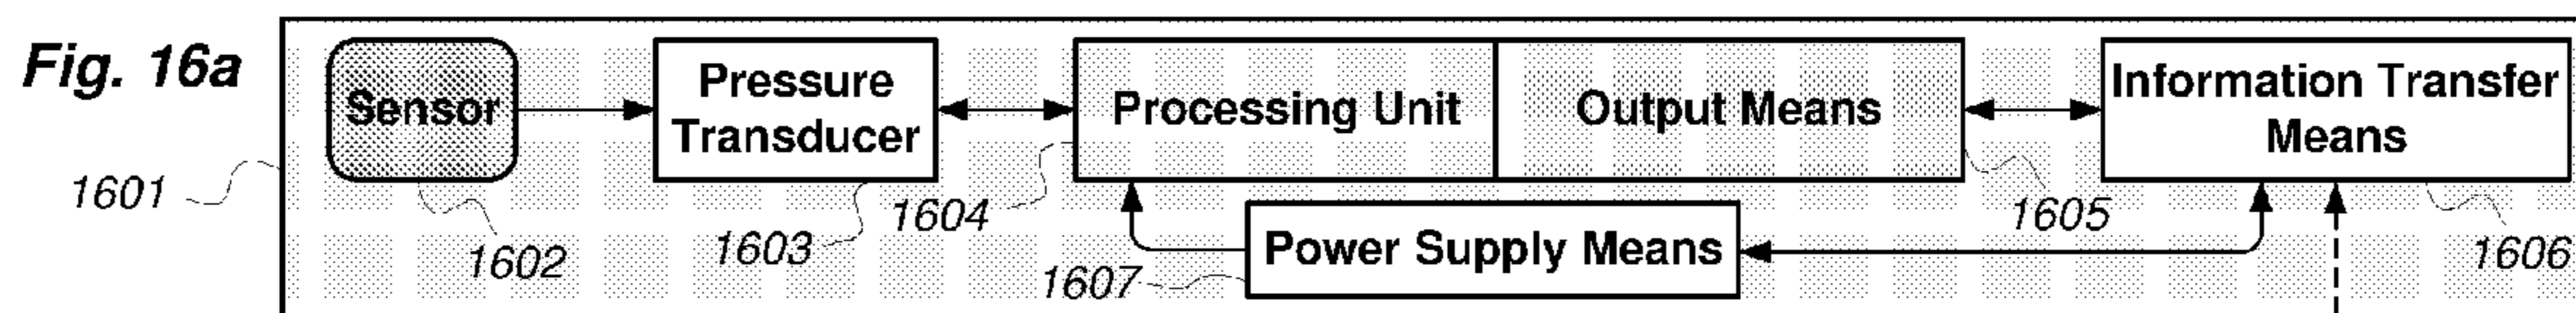 Fig. 16a
Sensor
Pressure
Transducer
Processing Unit
Output Means
Information Transfer
Means
1601
1602
1603
1604
Power Supply Means
1607
1605
1606